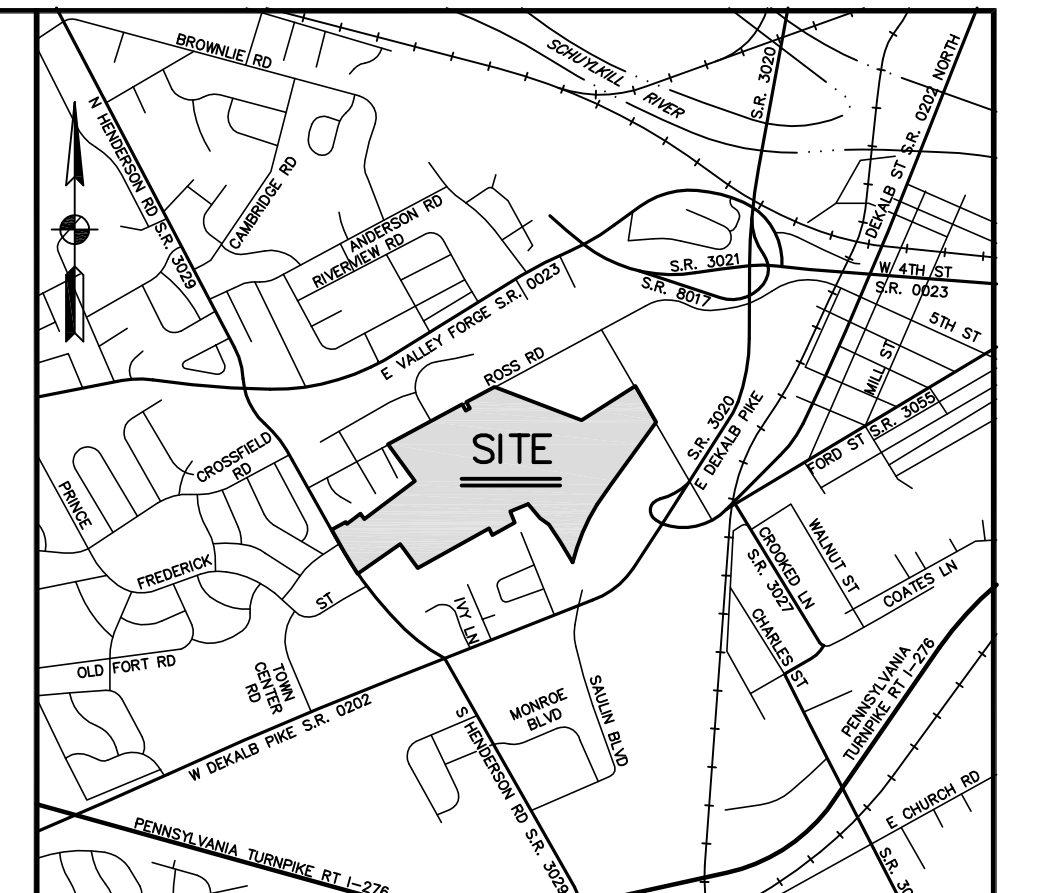 BROWNLIE RD
SCHUYLKILL
RIVER
S.R. 3020
DEKALB ST S.R. 0202 NORTH
N HENDERSON RD S.R. 3029
CAMBRIDGE RD
ANDERSON RD
RIVERVIEW RD
E VALLEY FORGE S.R. 0023
S.R. 3021
S.R. 8017
W 4TH ST
S.R. 0023
5TH ST
MILL ST
ROSS RD
S.R. 3020
E DEKALB PIKE
FORD ST S.R. 3055
SITE
CROSSFIELD
RD
PRINCE
FREDERICK
ST
IVY LN
CROOKED LN
S.R. 3027
WALNUT ST
COATES LN
CHARLES ST
OLD FORT RD
TOWN
CENTER
RD
W DEKALB PIKE S.R. 0202
MONROE
BLVD
SAULIN BLVD
S HENDERSON RD S.R. 3029
PENNSYLVANIA
TURNPIKE RT I-276
E CHURCH RD
PENNSYLVANIA TURNPIKE RT I-276
S.R. 30